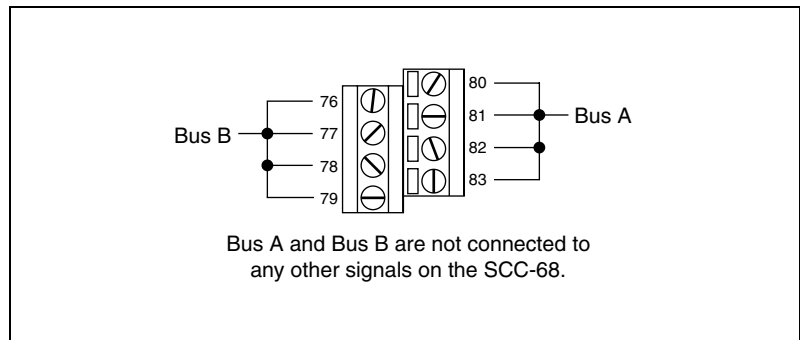 76
77
78
79
Bus B
80
81
82
83
Bus A
Bus A and Bus B are not connected to
any other signals on the SCC-68.